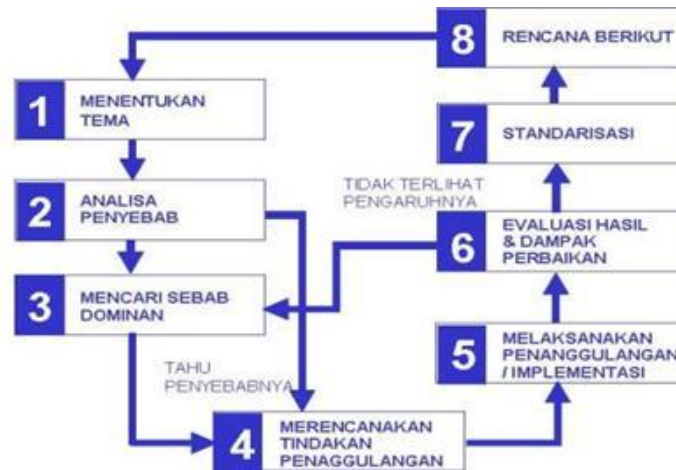 8 RENCANA BERIKUT
1 MENENTUKAN
TEMA
7 STANDARISASI
2 ANALISA
PENYEBAB
TIDAK TERLIHAT
PENGARUHNYA
6 EVALUASI HASIL
& DAMPAK
PERBAIKAN
3 MENCARI SEBAB
DOMINAN
5 MELAKSANAKAN
PENANGGULANGAN
/ IMPLEMENTASI
TAHU
PENYEBABNYA
4 MERENCANAKAN
TINDAKAN
PENAGGULANGAN